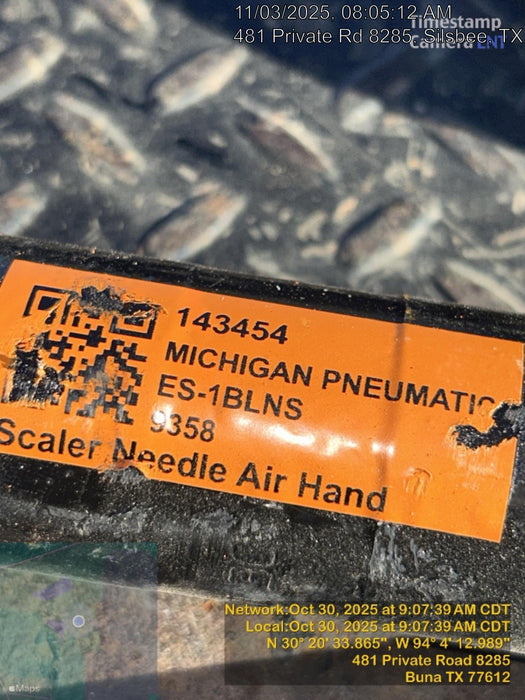 11/03/2025, 08:05:12 AM
Timestamp
Camera ENT
481 Private Rd 8285, Silsbee, TX
143454
MICHIGAN PNEUMATIC
ES-1BLNS
9358
Scaler Needle Air Hand
Network:Oct 30, 2025 at 9:07:39 AM CDT
Local:Oct 30, 2025 at 9:07:39 AM CDT
N 30° 20' 33.865", W 94° 4' 12.989"
481 Private Road 8285
Buna TX 77612
Maps